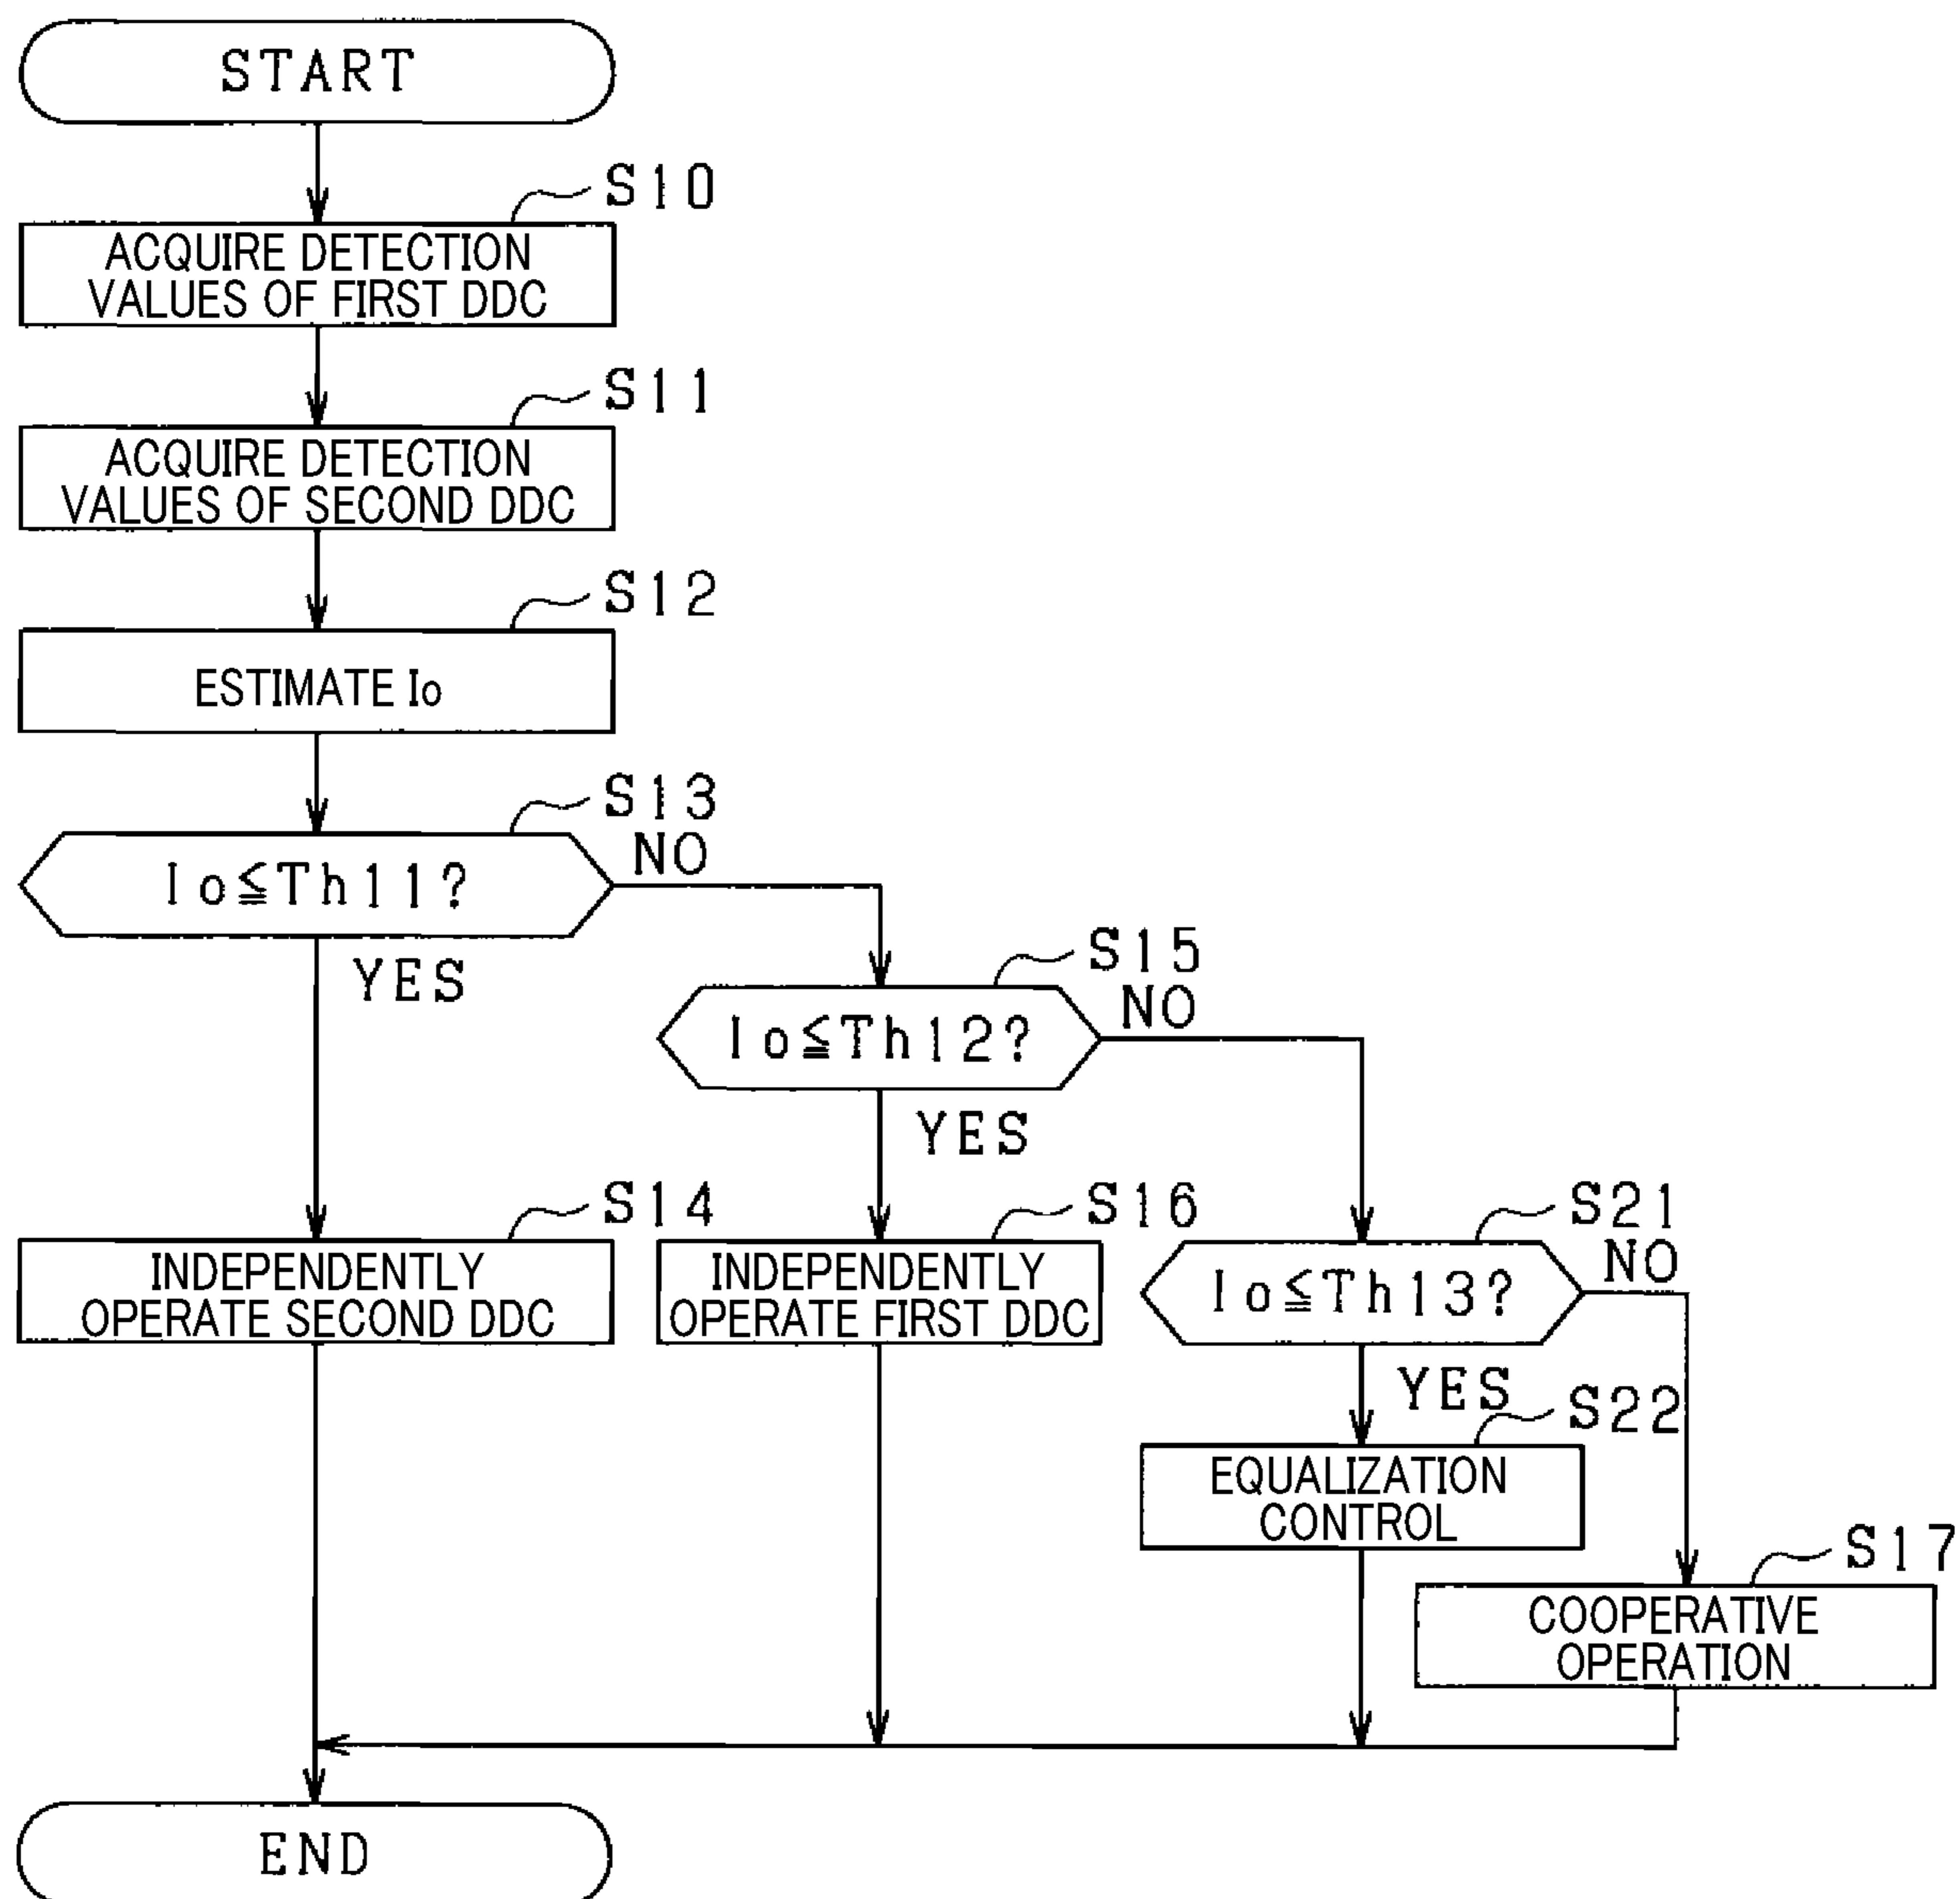 START
S10
ACQUIRE DETECTION
VALUES OF FIRST DDC
S11
ACQUIRE DETECTION
VALUES OF SECOND DDC
S12
ESTIMATE Io
S13
Io≦Th11?
NO
YES
S15
Io≦Th12?
NO
YES
S14
INDEPENDENTLY
OPERATE SECOND DDC
S16
INDEPENDENTLY
OPERATE FIRST DDC
S21
Io≦Th13?
NO
YES
S22
EQUALIZATION
CONTROL
S17
COOPERATIVE
OPERATION
END